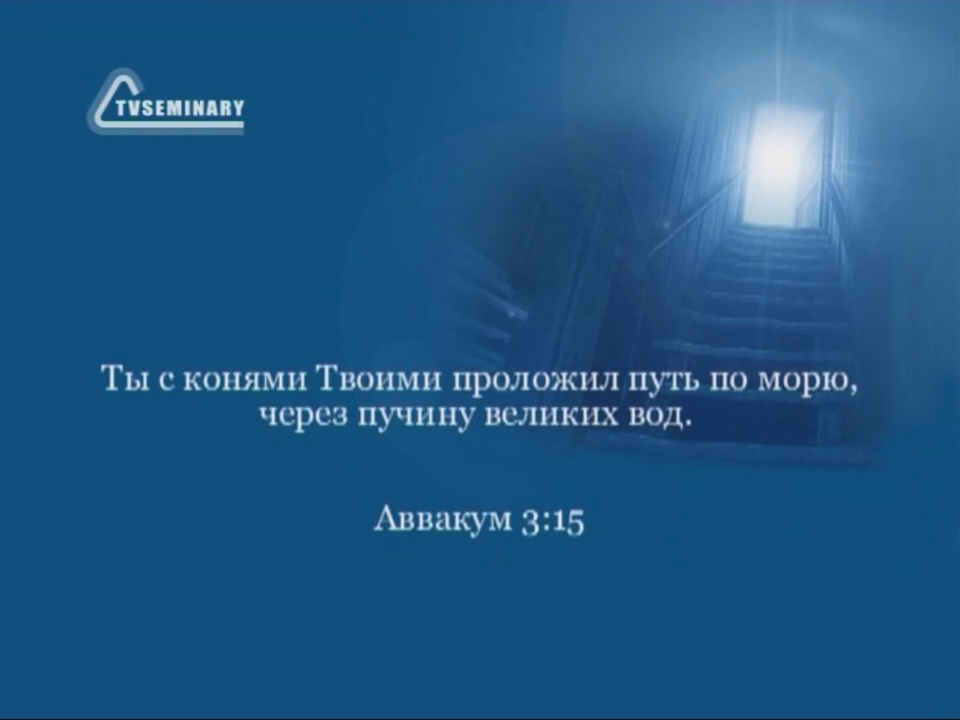 TVSEMINARY
Ты с конями Твоими проложил путь по морю,
через пучину великих вод.
Аввакум 3:15